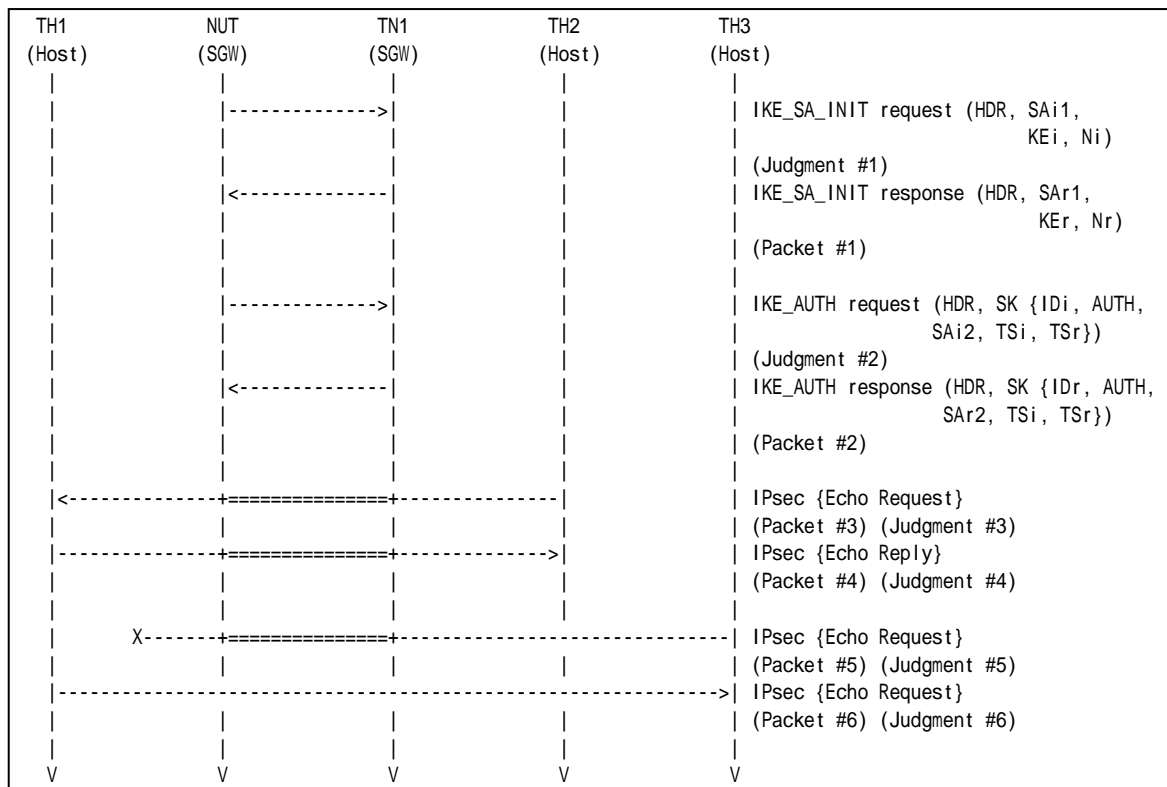 TH1 NUT TN1 TH2 TH3
(Host) (SGW) (SGW) (Host) (Host)
| | | | |
| |-------------->| | | IKE_SA_INIT request (HDR, SAi1,
| | | | | KEi, Ni)
| | | | | (Judgment #1)
| |<--------------| | | IKE_SA_INIT response (HDR, SAr1,
| | | | | KEr, Nr)
| | | | | (Packet #1)
| | | | |
| |-------------->| | | IKE_AUTH request (HDR, SK {IDi, AUTH,
| | | | | SAi2, TSi, TSr})
| | | | | (Judgment #2)
| |<--------------| | | IKE_AUTH response (HDR, SK {IDr, AUTH,
| | | | | SAr2, TSi, TSr})
| | | | | (Packet #2)
| | | | |
|<--------------+===============+---------------| | IPsec {Echo Request}
| | | | | (Packet #3) (Judgment #3)
|---------------+===============+-------------->| | IPsec {Echo Reply}
| | | | | (Packet #4) (Judgment #4)
| | | | |
| X-------+===============+-------------------------------| IPsec {Echo Request}
| | | | | (Packet #5) (Judgment #5)
|-------------------------------------------------------------->| IPsec {Echo Request}
| | | | | (Packet #6) (Judgment #6)
| | | | |
V V V V V